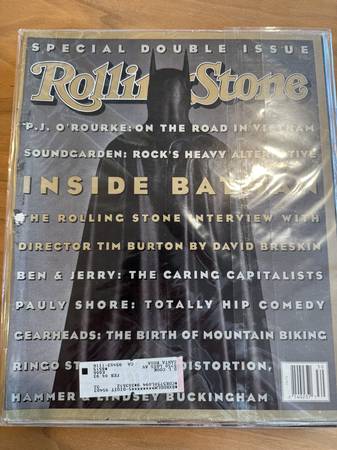 SPECIAL DOUBLE ISSUE
Rolling Stone
P.J. O'ROURKE: ON THE ROAD IN VIETNAM
SOUNDGARDEN: ROCK'S HEAVY ALTERNATIVE
INSIDE BATMAN
THE ROLLING STONE INTERVIEW WITH
DIRECTOR TIM BURTON BY DAVID BRESKIN
BEN & JERRY: THE CARING CAPITALISTS
PAULY SHORE: TOTALLY HIP COMEDY
GEARHEADS: THE BIRTH OF MOUNTAIN BIKING
RINGO DISTORTION,
HAMMER & LINDSEY BUCKINGHAM